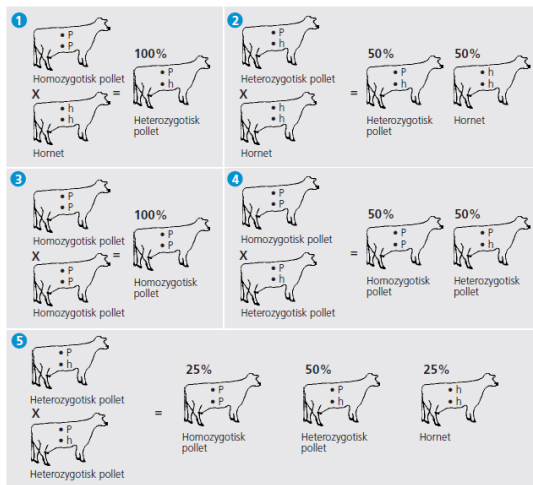 1
• P
• P
Homozygotisk pollet
X
• h
• h
Hornet
=
100%
• P
• h
Heterozygotisk
pollet
2
• P
• h
Heterozygotisk pollet
X
• h
• h
Hornet
=
50%
• P
• h
Heterozygotisk
pollet
50%
• h
• h
Hornet
3
• P
• P
Homozygotisk pollet
X
• P
• P
Homozygotisk pollet
=
100%
• P
• P
Homozygotisk
pollet
4
• P
• P
Homozygotisk pollet
X
• P
• h
Heterozygotisk pollet
=
50%
• P
• P
Homozygotisk
pollet
50%
• P
• h
Heterozygotisk
pollet
5
• P
• h
Heterozygotisk pollet
X
• P
• h
Heterozygotisk pollet
=
25%
• P
• P
Homozygotisk
pollet
50%
• P
• h
Heterozygotisk
pollet
25%
• h
• h
Hornet